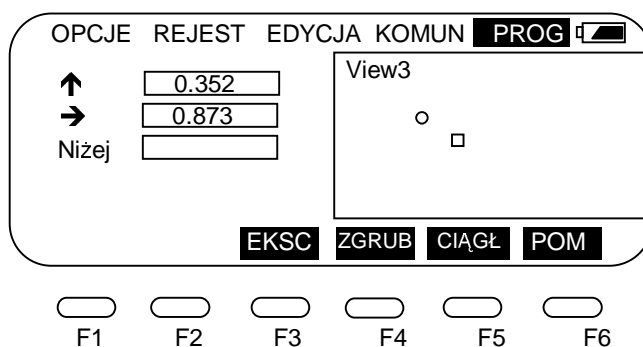 OPCJE REJEST EDYCJA KOMUN PROG
View3
↑ 0.352
→ 0.873
Niżej
EKSC ZGRUB CIĄGŁ POM
F1 F2 F3 F4 F5 F6